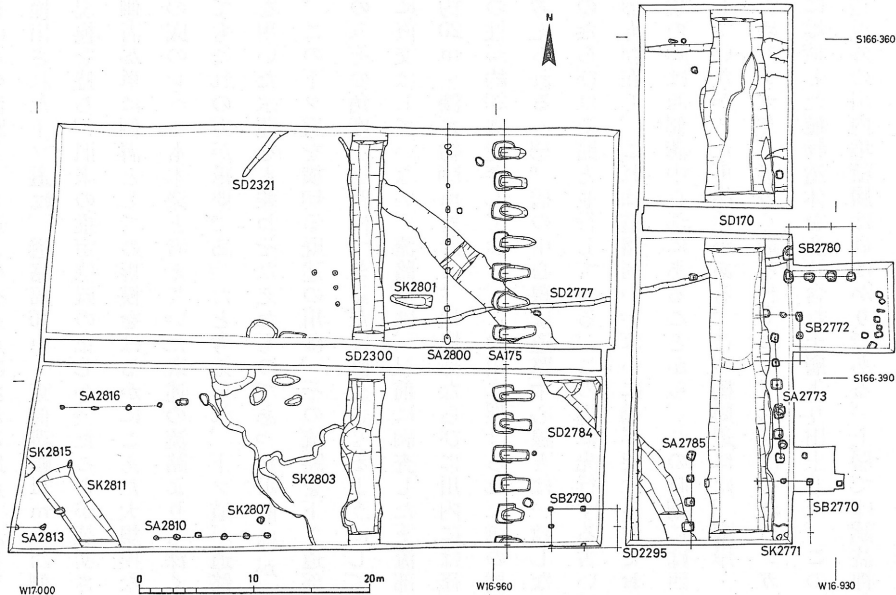 N
S166-360
SD2321
SD170
SB2780
SK2801
SD2777
SB2772
SD2300
SA2800
SA175
S166-390
SA2816
SA2773
SD2784
SA2785
SK2815
SK2811
SK2803
SK2807
SB2790
SA2813
SA2810
SB2770
SD2295
SK2771
W17-000
0
10
20m
W16-960
W16-930